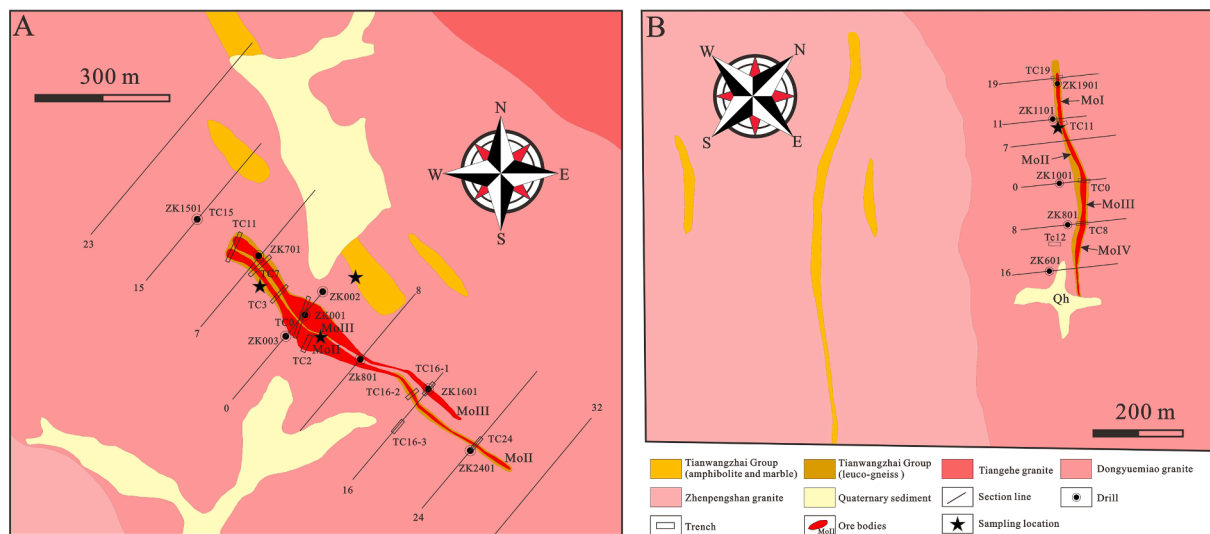 A
300 m
N
W
E
S
ZK1501
TC15
23
TC11
ZK701
15
TC7
TC3
ZK002
8
7
ZK001
TC0
MoIII
ZK003
MoII
TC2
Zk801
TC16-1
TC16-2
ZK1601
0
MoIII
32
TC16-3
TC24
MoII
ZK2401
16
24
B
W
N
S
E
TC19
19
ZK1901
MoI
ZK1101
11
TC11
7
MoII
ZK1001
0
TC0
MoIII
ZK801
8
TC8
Tc12
MoIV
ZK601
16
Qh
200 m
Tianwangzhai Group
(amphibolite and marble)
Tianwangzhai Group
(leuco-gneiss )
Tiangehe granite
Dongyuemiao granite
Zhenpengshan granite
Quaternary sediment
Section line
Drill
Trench
MoII
Ore bodies
Sampling location